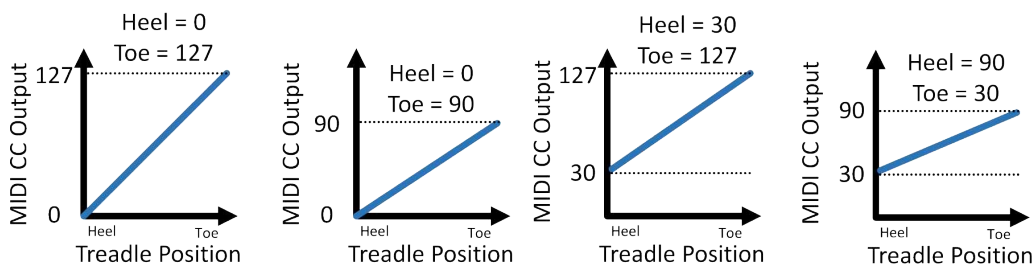 Heel = 0
Toe = 127
127
MIDI CC Output
0
Heel
Toe
Treadle Position
Heel = 0
Toe = 90
90
MIDI CC Output
0
Heel
Toe
Treadle Position
Heel = 30
Toe = 127
127
MIDI CC Output
30
Heel
Toe
Treadle Position
Heel = 90
Toe = 30
90
MIDI CC Output
30
Heel
Toe
Treadle Position